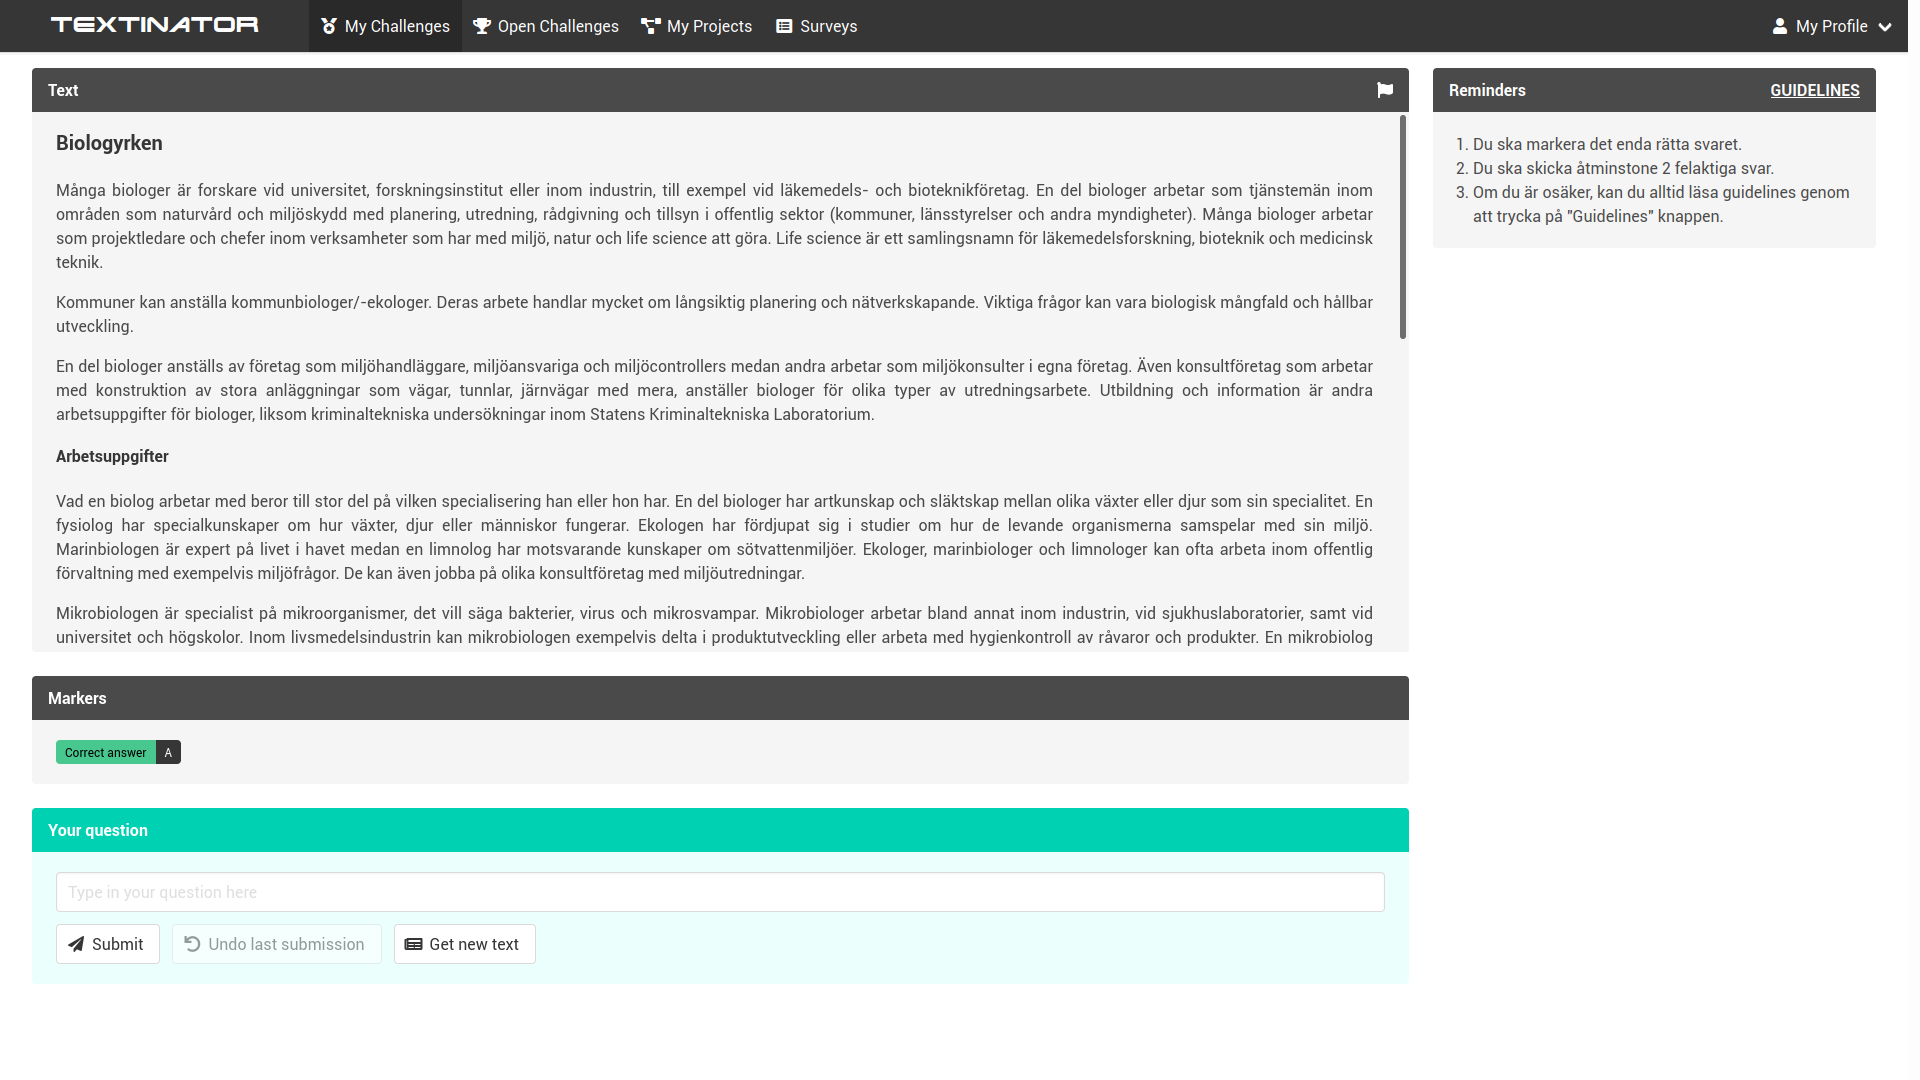 TEXTINATOR
My Challenges
Open Challenges
My Projects
Surveys
My Profile
Text
Biologyrken
Många biologer är forskare vid universitet, forskningsinstitut eller inom industrin, till exempel vid läkemedels- och bioteknikföretag. En del biologer arbetar som tjänstemän inom
områden som naturvård och miljöskydd med planering, utredning, rådgivning och tillsyn i offentlig sektor (kommuner, länsstyrelser och andra myndigheter). Många biologer arbetar
som projektledare och chefer inom verksamheter som har med miljö, natur och life science att göra. Life science är ett samlingsnamn för läkemedelsforskning, bioteknik och medicinsk
teknik.
Kommuner kan anställa kommunbiologer/-ekologer. Deras arbete handlar mycket om långsiktig planering och nätverkskapande. Viktiga frågor kan vara biologisk mångfald och hållbar
utveckling.
En del biologer anställs av företag som miljöhandläggare, miljöansvariga och miljöcontrollers medan andra arbetar som miljökonsulter i egna företag. Även konsultföretag som arbetar
med konstruktion av stora anläggningar som vägar, tunnlar, järnvägar med mera, anställer biologer för olika typer av utredningsarbete. Utbildning och information är andra
arbetsuppgifter för biologer, liksom kriminaltekniska undersökningar inom Statens Kriminaltekniska Laboratorium.
Arbetsuppgifter
Vad en biolog arbetar med beror till stor del på vilken specialisering han eller hon har. En del biologer har artkunskap och släktskap mellan olika växter eller djur som sin specialitet. En
fysiolog har specialkunskaper om hur växter, djur eller människor fungerar. Ekologen har fördjupat sig i studier om hur de levande organismerna samspelar med sin miljö.
Marinbiologen är expert på livet i havet medan en limnolog har motsvarande kunskaper om sötvattenmiljöer. Ekologer, marinbiologer och limnologer kan ofta arbeta inom offentlig
förvaltning med exempelvis miljöfrågor. De kan även jobba på olika konsultföretag med miljöutredningar.
Mikrobiologen är specialist på mikroorganismer, det vill säga bakterier, virus och mikrosvampar. Mikrobiologer arbetar bland annat inom industrin, vid sjukhuslaboratorier, samt vid
universitet och högskolor. Inom livsmedelsindustrin kan mikrobiologen exempelvis delta i produktutveckling eller arbeta med hygienkontroll av råvaror och produkter. En mikrobiolog
Markers
Correct answer A
Your question
Type in your question here
Submit
Undo last submission
Get new text
Reminders
GUIDELINES
1. Du ska markera det enda rätta svaret.
2. Du ska skicka åtminstone 2 felaktiga svar.
3. Om du är osäker, kan du alltid läsa guidelines genom
att trycka på "Guidelines" knappen.